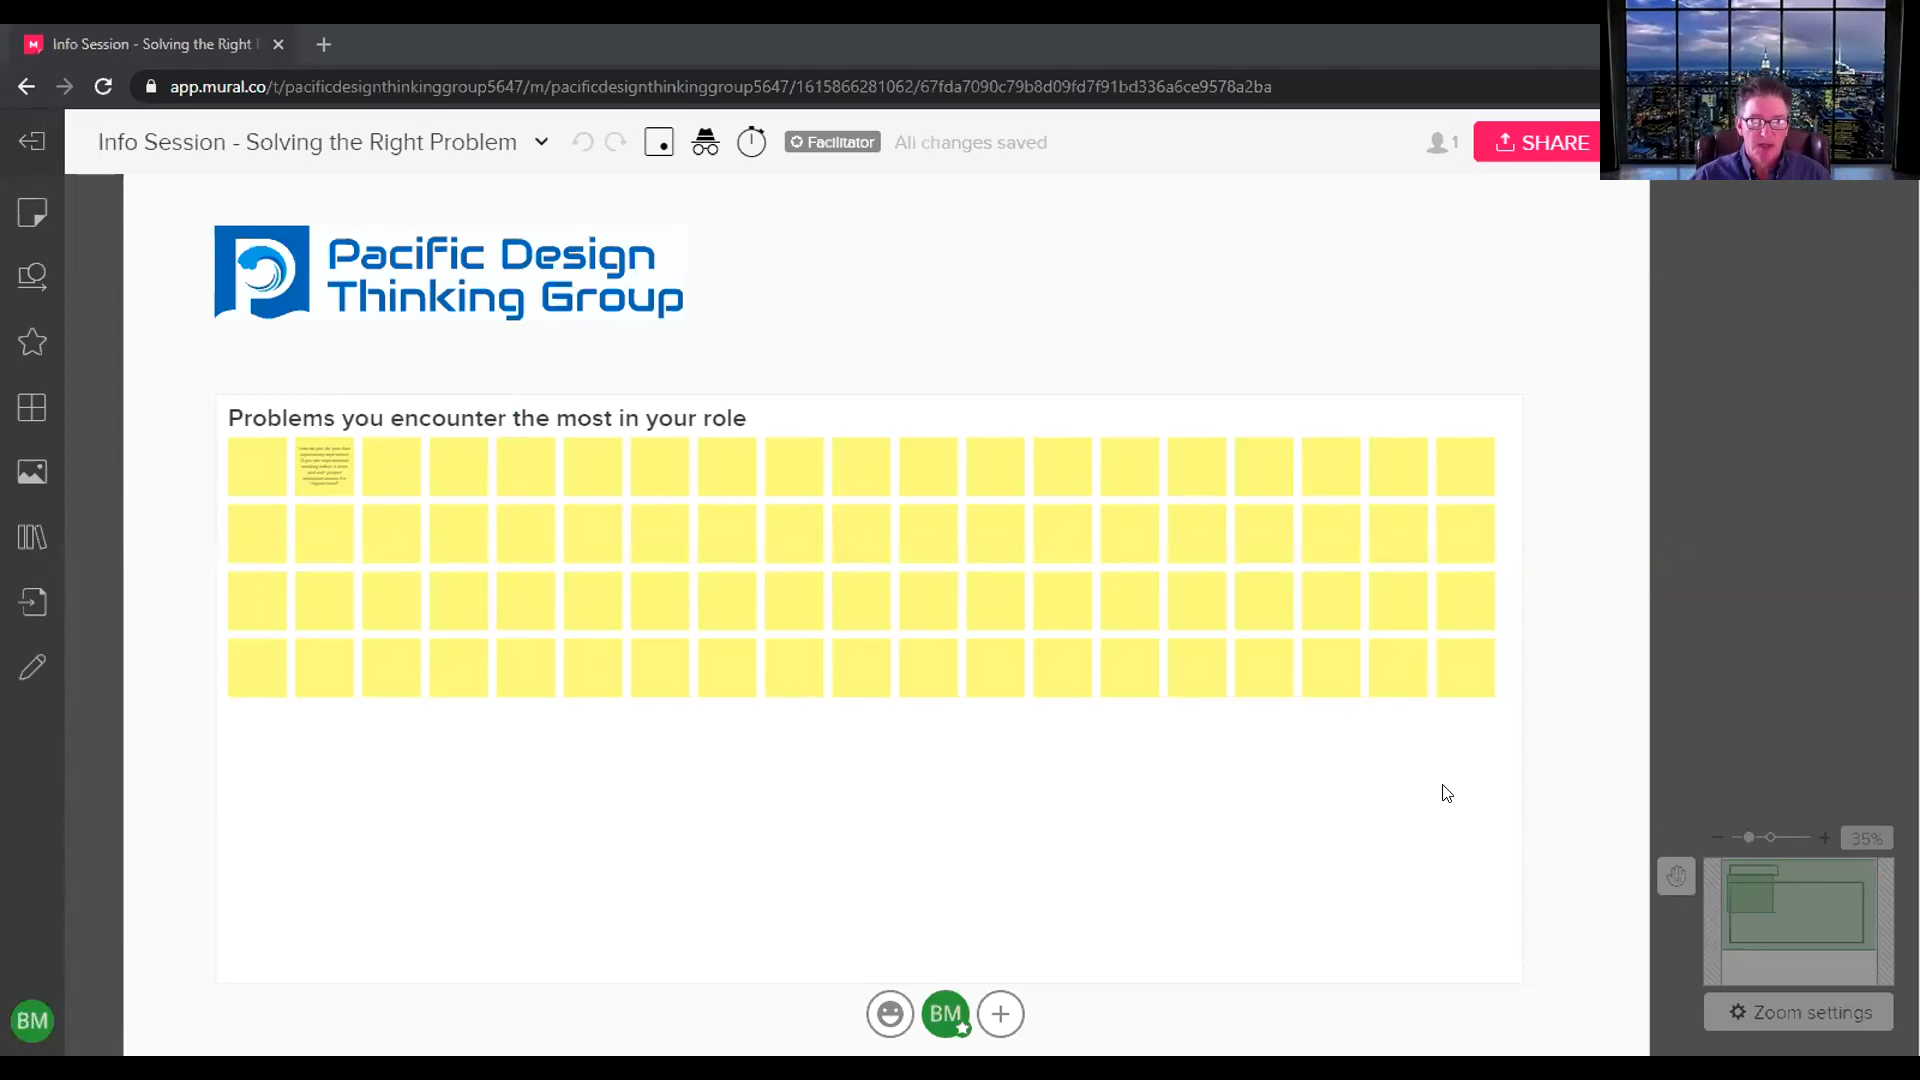 Info Session - Solving the Right
app.mural.co/t/pacificdesignthinkinggroup5647/m/pacificdesignthinkinggroup5647/1615866281062/67fda7090c79b8d09fd7f91bd336a6ce9578a2ba
Info Session - Solving the Right Problem
Facilitator
All changes saved
1
SHARE
Pacific Design
Thinking Group
Problems you encounter the most in your role
35%
Zoom settings
BM
BM